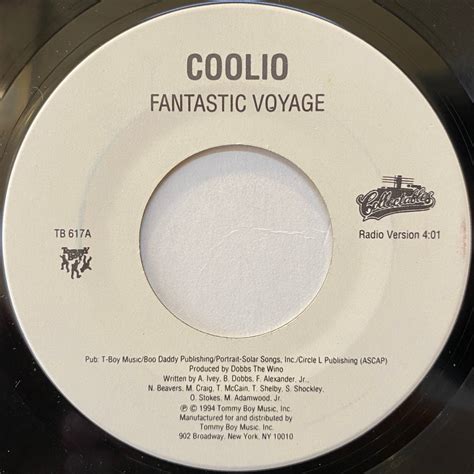 COOLIO
FANTASTIC VOYAGE
Collectables
TB 617A
Radio Version 4:01
TOMMY BOY
Pub: T-Boy Music/Boo Daddy Publishing/Portrait-Solar Songs, Inc./Circle L Publishing (ASCAP)
Produced by Dobbs The Wino
Written by A. Ivey, B. Dobbs, F. Alexander, Jr.,
N. Beavers, M. Craig, T. McCain, T. Shelby, S. Shockley,
O. Stokes, M. Adamwood, Jr.
℗ © 1994 Tommy Boy Music, Inc.
Manufactured for and distributed by
Tommy Boy Music, Inc.
902 Broadway, New York, NY 10010